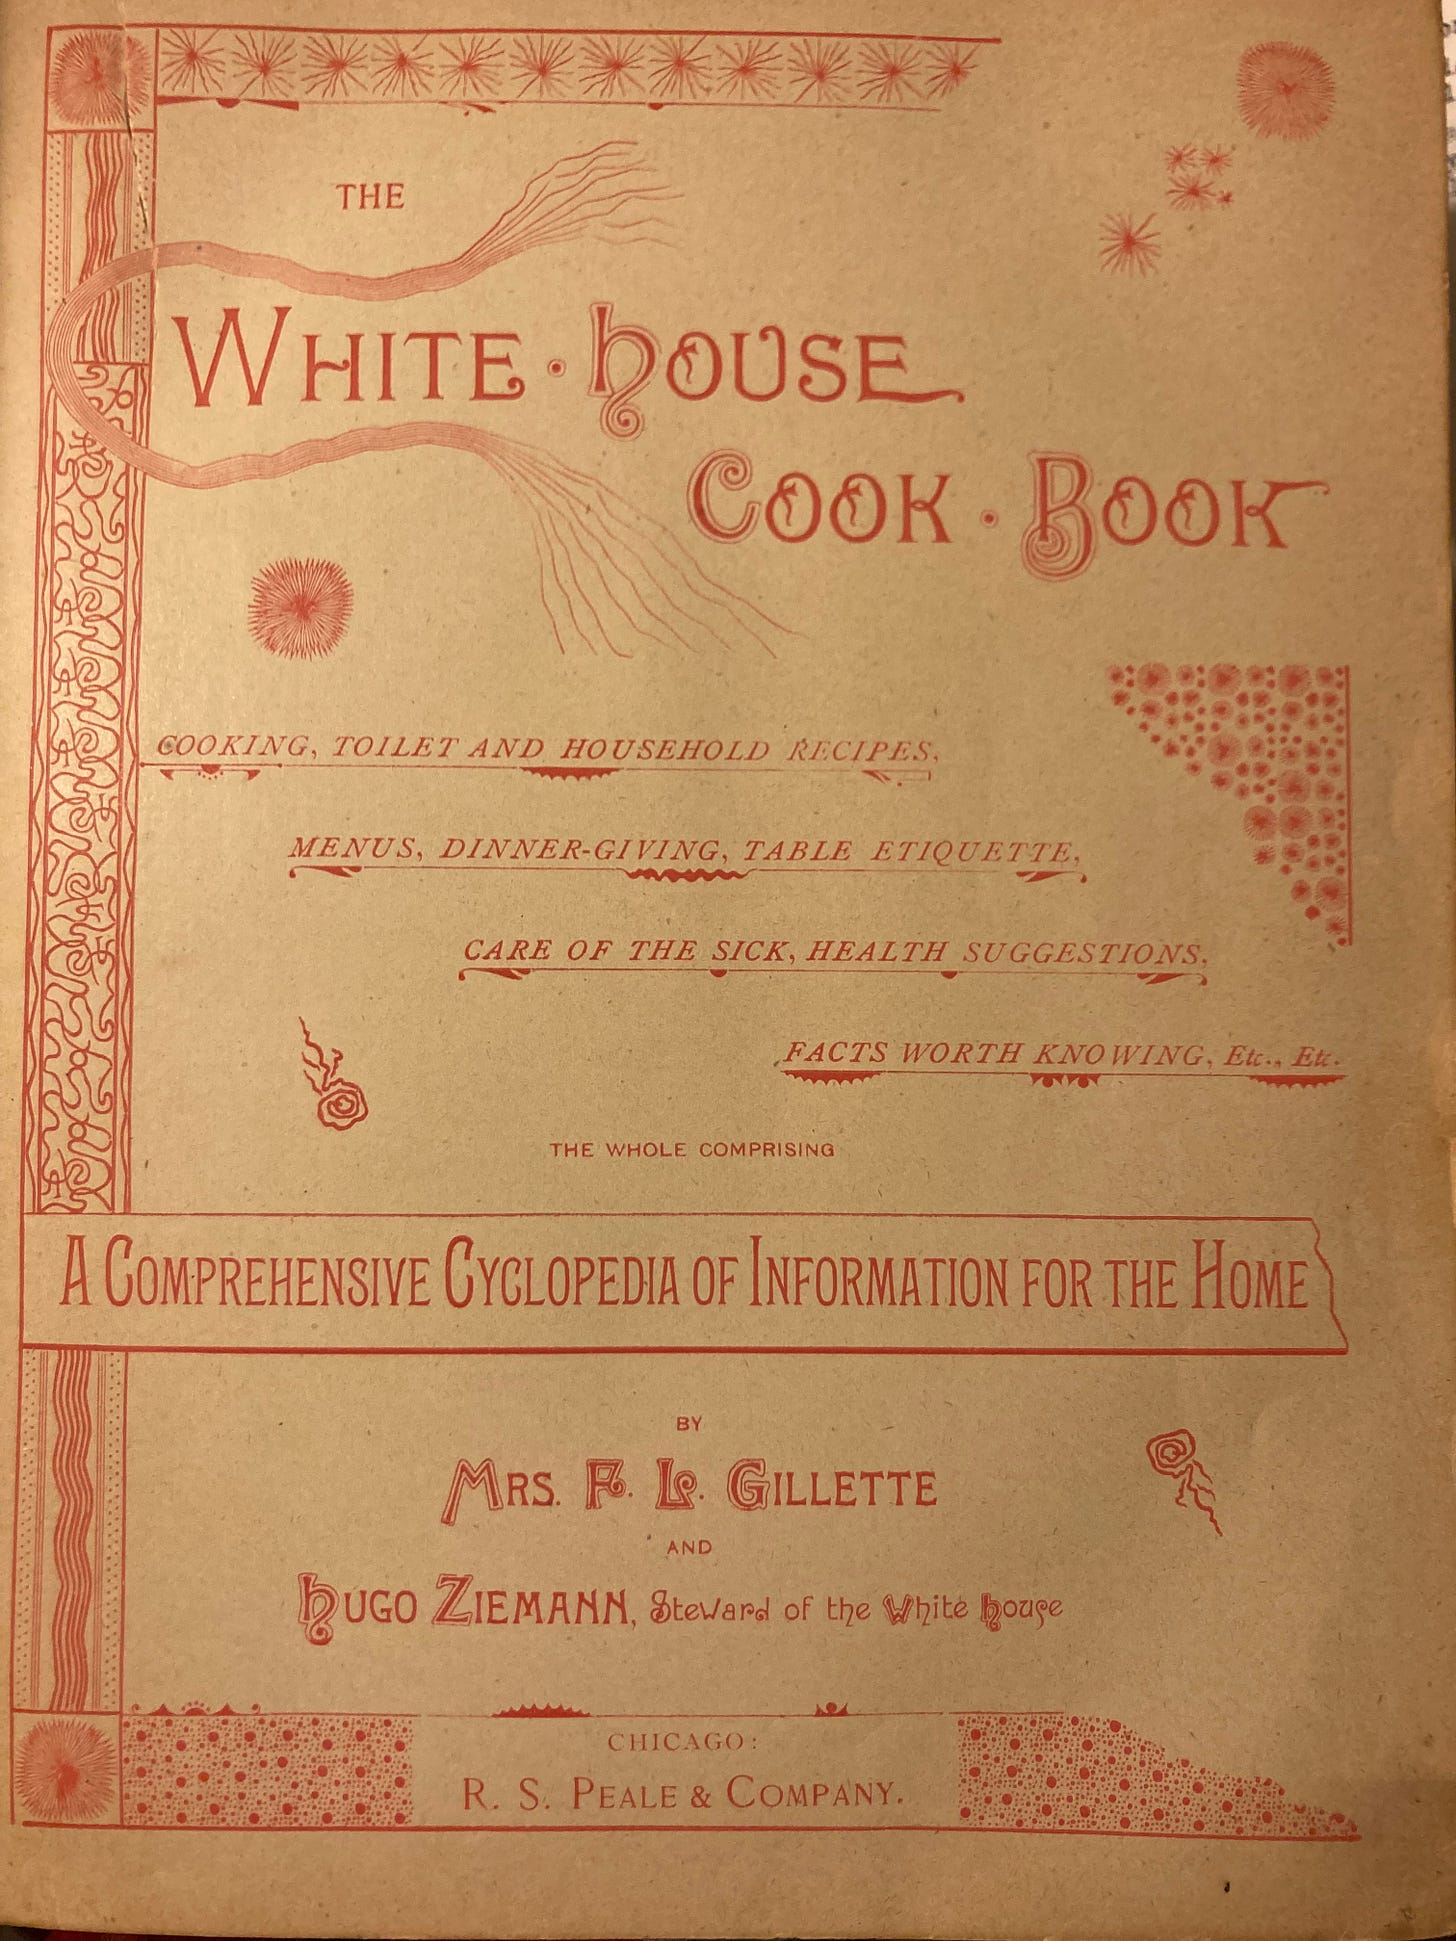 THE
WHITE · HOUSE
COOK · BOOK
COOKING, TOILET AND HOUSEHOLD RECIPES,
MENUS, DINNER-GIVING, TABLE ETIQUETTE,
CARE OF THE SICK, HEALTH SUGGESTIONS,
FACTS WORTH KNOWING, Etc., Etc.
THE WHOLE COMPRISING
A COMPREHENSIVE CYCLOPEDIA OF INFORMATION FOR THE HOME
BY
MRS. F. L. GILLETTE
AND
HUGO ZIEMANN, Steward of the White House
CHICAGO:
R. S. PEALE & COMPANY.